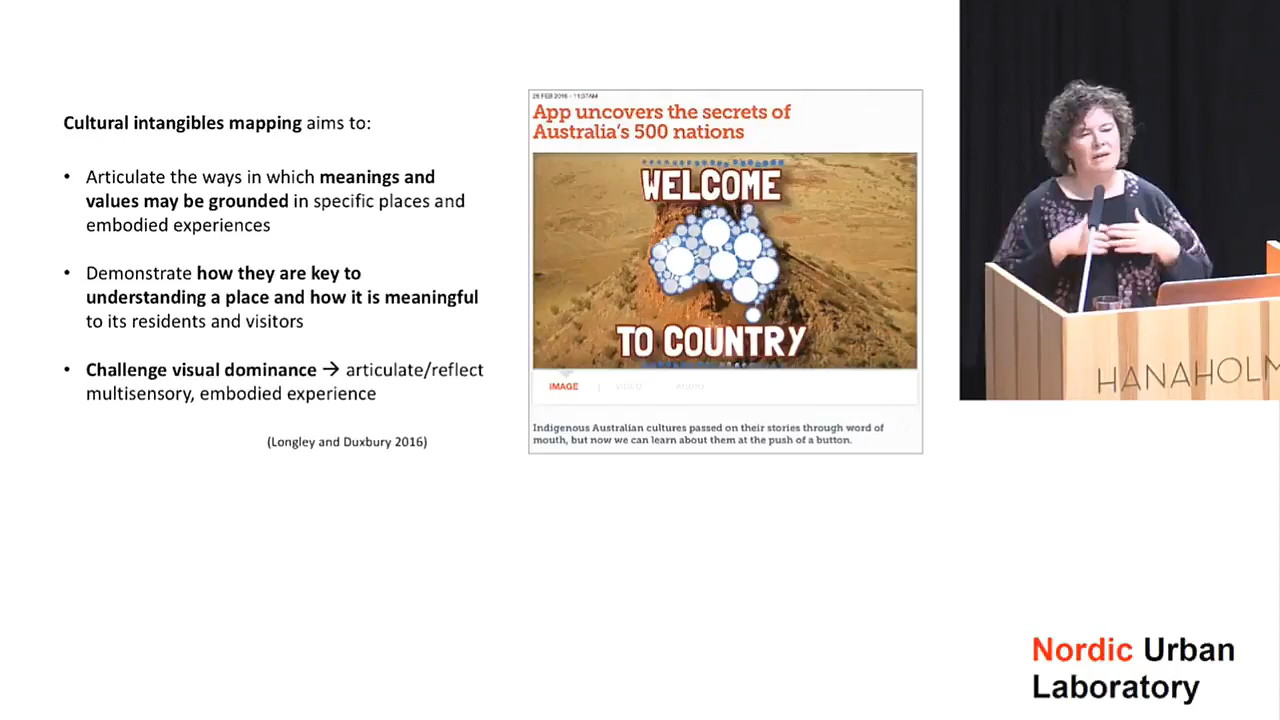 Cultural intangibles mapping aims to:
• Articulate the ways in which meanings and
values may be grounded in specific places and
embodied experiences
• Demonstrate how they are key to
understanding a place and how it is meaningful
to its residents and visitors
• Challenge visual dominance → articulate/reflect
multisensory, embodied experience
(Longley and Duxbury 2016)
26 FEB 2016 - 11:37AM
App uncovers the secrets of
Australia's 500 nations
WELCOME
TO COUNTRY
IMAGE | VIDEO AUDIO
Indigenous Australian cultures passed on their stories through word of
mouth, but now we can learn about them at the push of a button.
HANAHOLM
Nordic Urban
Laboratory